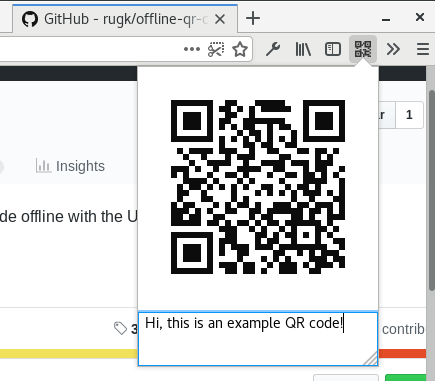 GitHub - rugk/offline-qr-c
ar 1
Insights
de offline with the U
3
Hi, this is an example QR code!
contrib